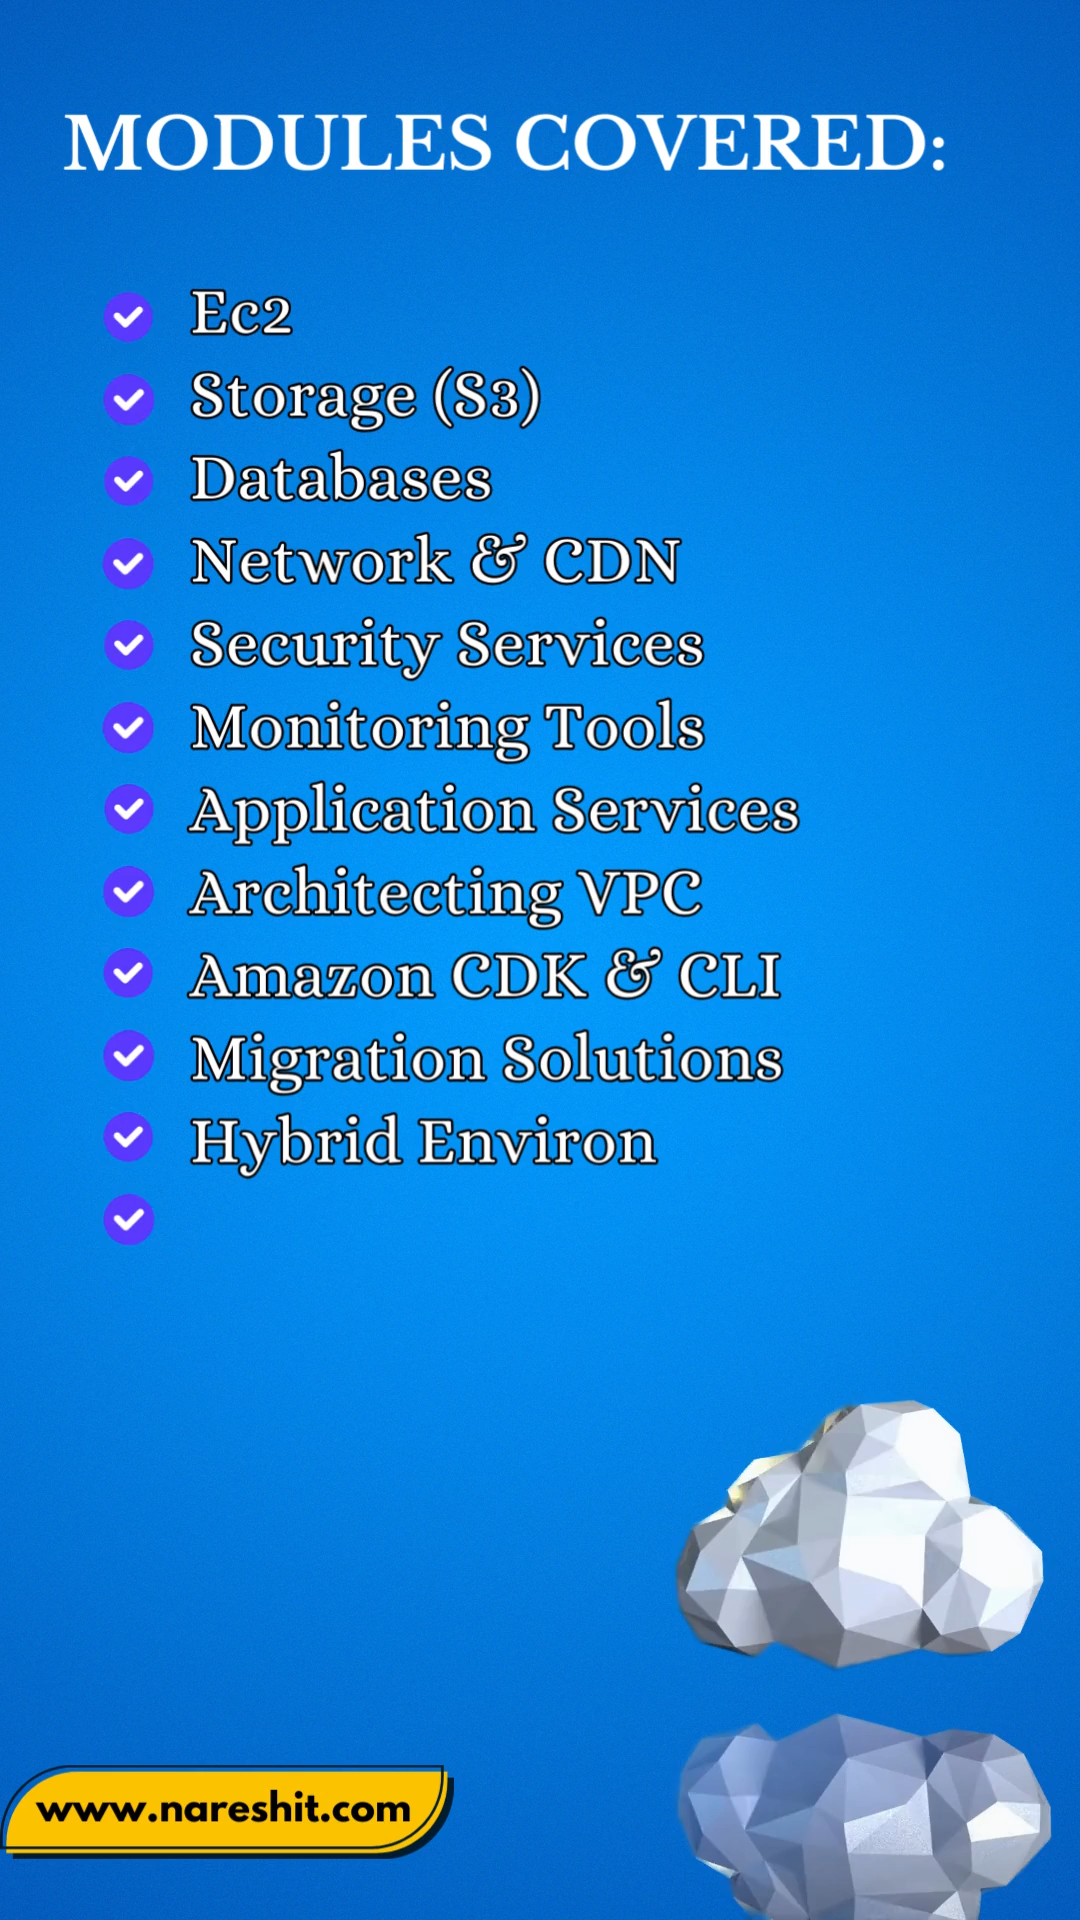 MODULES COVERED:
Ec2
Storage (S3)
Databases
Network & CDN
Security Services
Monitoring Tools
Application Services
Architecting VPC
Amazon CDK & CLI
Migration Solutions
Hybrid Environ
www.nareshit.com